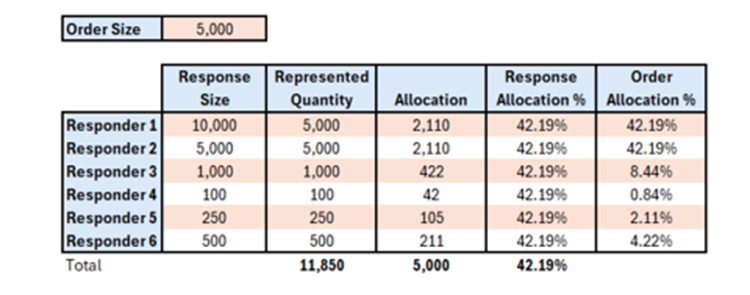 Order Size 5,000
Response Represented Response Order
Size Quantity Allocation Allocation % Allocation %
Responder 1 10,000 5,000 2,110 42.19% 42.19%
Responder 2 5,000 5,000 2,110 42.19% 42.19%
Responder 3 1,000 1,000 422 42.19% 8.44%
Responder 4 100 100 42 42.19% 0.84%
Responder 5 250 250 105 42.19% 2.11%
Responder 6 500 500 211 42.19% 4.22%
Total 11,850 5,000 42.19%